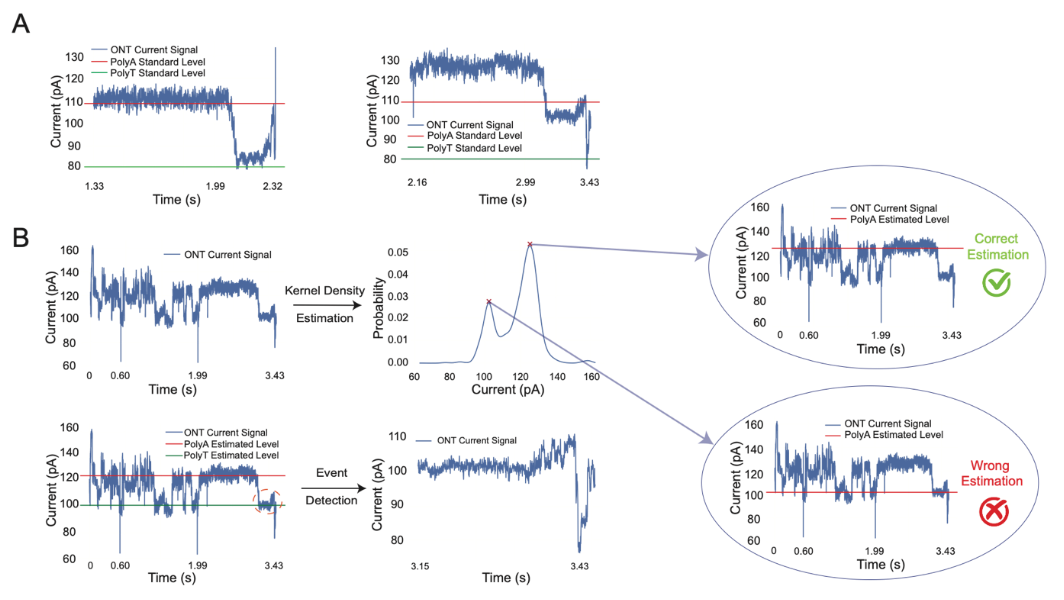 A
ONT Current Signal
PolyA Standard Level
PolyT Standard Level
130
120
110
100
90
80
Current (pA)
1.33
1.99
2.32
Time (s)
130
120
110
100
90
80
Current (pA)
ONT Current Signal
PolyA Standard Level
PolyT Standard Level
2.16
2.99
3.43
Time (s)
B
160
140
120
100
80
60
Current (pA)
ONT Current Signal
0
0.60
1.99
3.43
Time (s)
Kernel Density
Estimation
0.05
0.04
0.03
0.02
0.00
Probability
60
80
100
120
140
160
Current (pA)
160
140
120
100
80
60
Current (pA)
ONT Current Signal
PolyA Estimated Level
0
0.60
1.99
3.43
Time (s)
Correct
Estimation
160
140
120
100
80
60
Current (pA)
ONT Current Signal
PolyA Estimated Level
PolyT Estimated Level
0
0.60
1.99
3.43
Time (s)
Event
Detection
110
100
90
80
Current (pA)
ONT Current Signal
3.15
3.43
Time (s)
160
140
120
100
80
60
Current (pA)
ONT Current Signal
PolyA Estimated Level
0
0.60
1.99
3.43
Time (s)
Wrong
Estimation